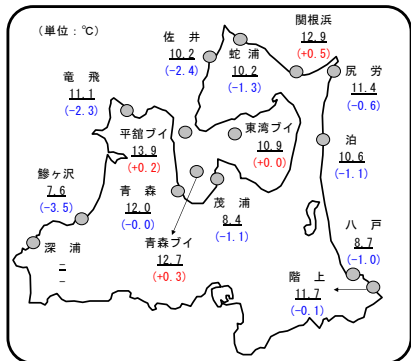 (単位:℃)
関根浜
12.9
(+0.5)
佐 井
10.2
(-2.4)
蛇 浦
10.2
(-1.3)
尻 労
11.4
(-0.6)
竜 飛
11.1
(-2.3)
平舘ブイ
13.9
(+0.2)
東湾ブイ
10.9
(+0.0)
泊
10.6
(-1.1)
鰺ヶ沢
7.6
(-3.5)
青 森
12.0
(-0.0)
茂 浦
8.4
(-1.1)
八 戸
8.7
(-1.0)
深 浦
-
-
青森ブイ
12.7
(+0.3)
階 上
11.7
(-0.1)